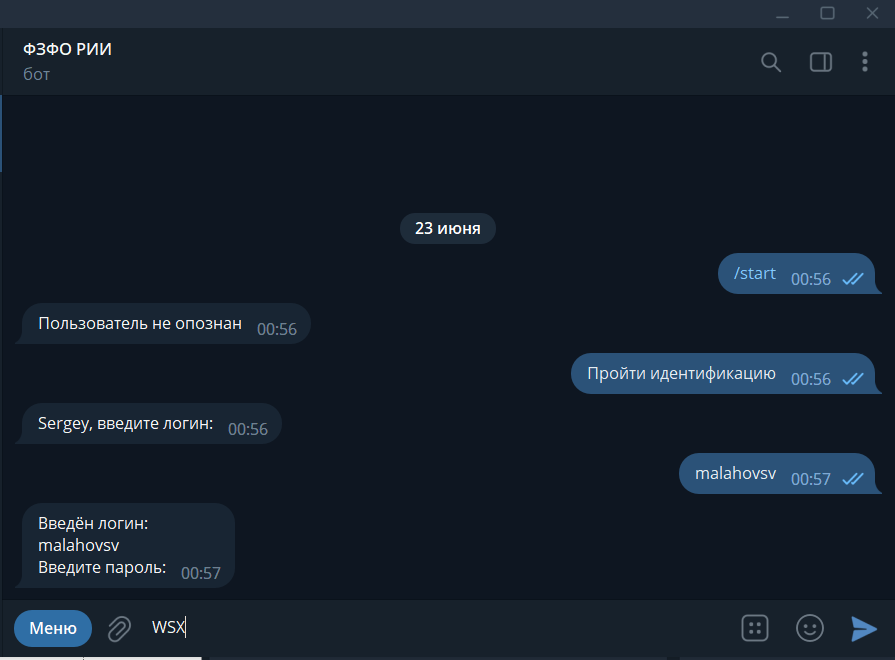 ФЗФО РИИ
бот
23 июня
/start 00:56
Пользователь не опознан 00:56
Пройти идентификацию 00:56
Sergey, введите логин: 00:56
malahovsv 00:57
Введён логин:
malahovsv
Введите пароль: 00:57
Меню WSX